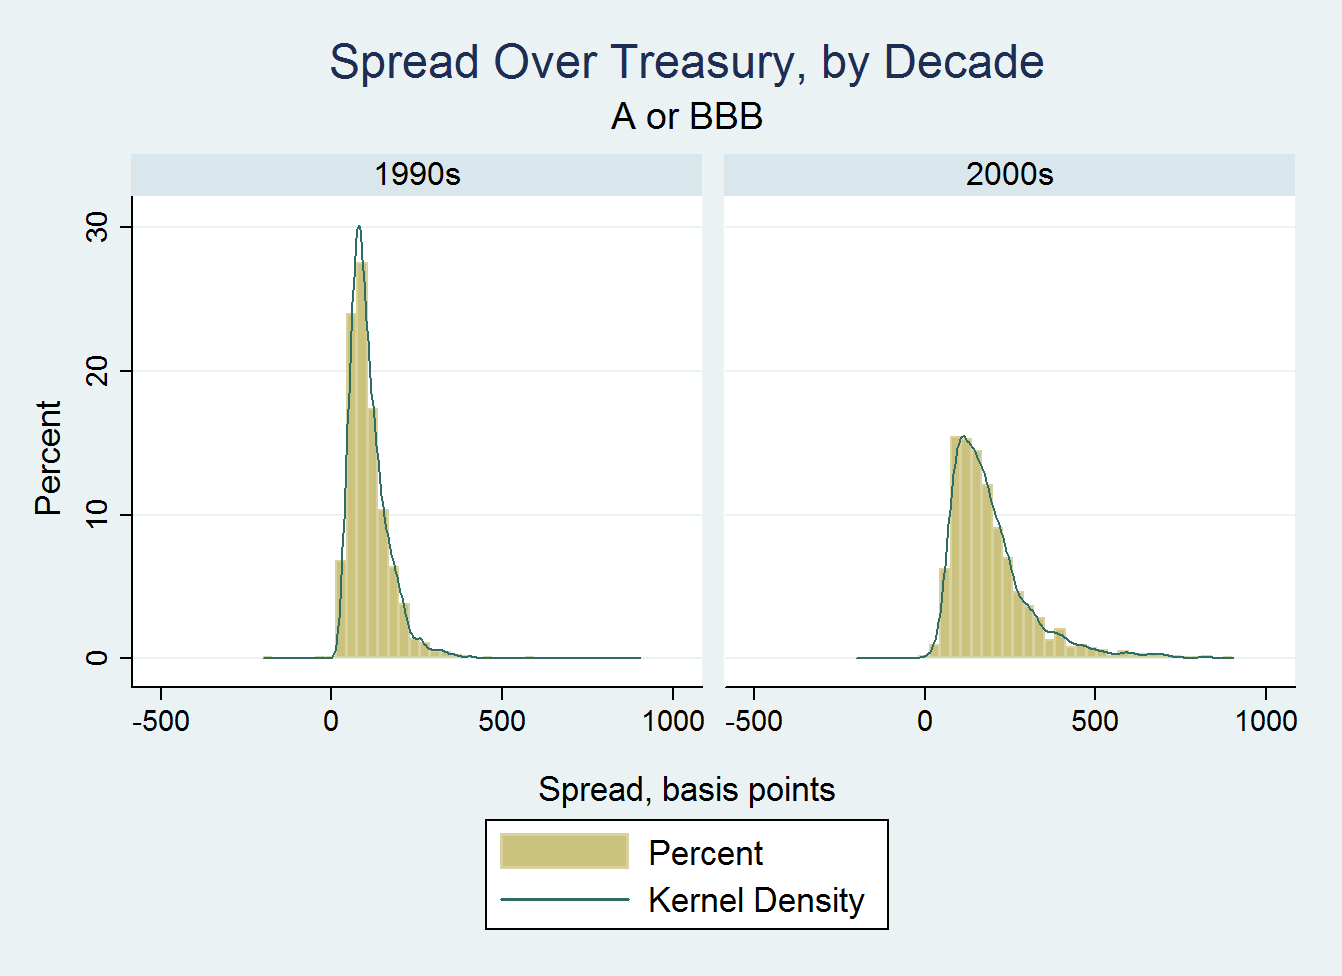 Spread Over Treasury, by Decade
A or BBB
1990s
2000s
Percent
30
20
10
0
-500 0 500 1000
-500 0 500 1000
Spread, basis points
Percent
Kernel Density